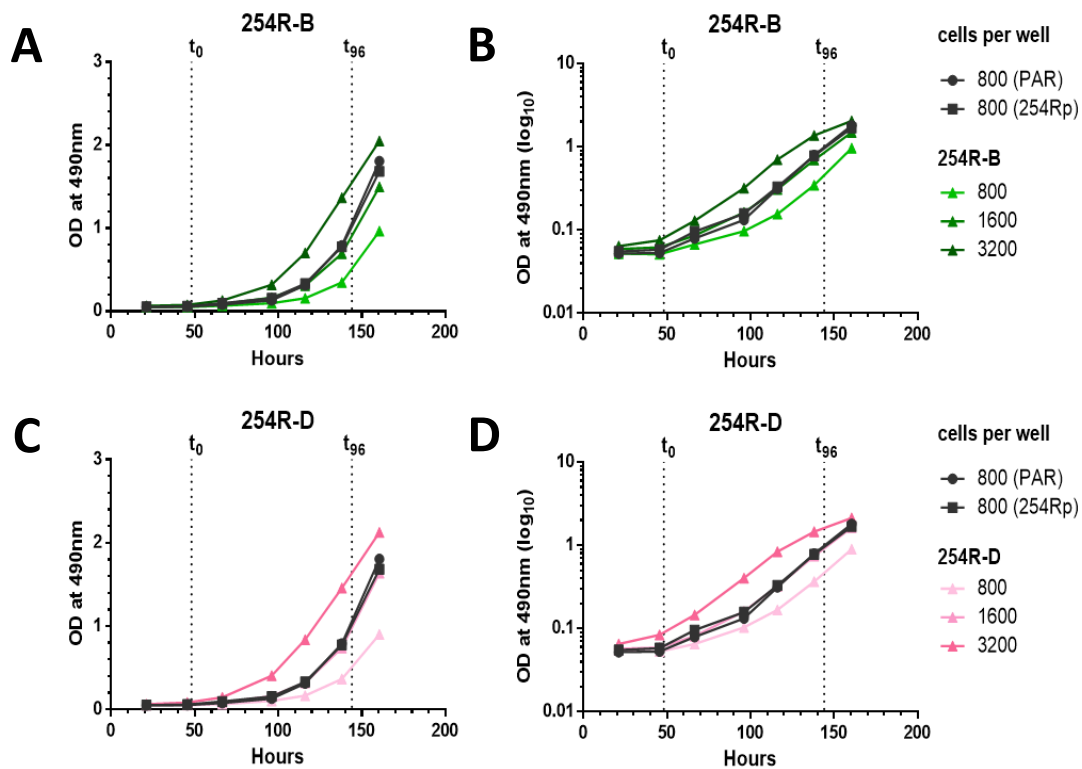 A
254R-B
t0
t96
OD at 490nm
3
2
1
0
0
50
100
150
200
Hours
B
254R-B
t0
t96
OD at 490nm (log10)
10
1
0.1
0.01
0
50
100
150
200
Hours
cells per well
800 (PAR)
800 (254Rp)
254R-B
800
1600
3200
C
254R-D
t0
t96
OD at 490nm
3
2
1
0
0
50
100
150
200
Hours
D
254R-D
t0
t96
OD at 490nm (log10)
10
1
0.1
0.01
0
50
100
150
200
Hours
cells per well
800 (PAR)
800 (254Rp)
254R-D
800
1600
3200